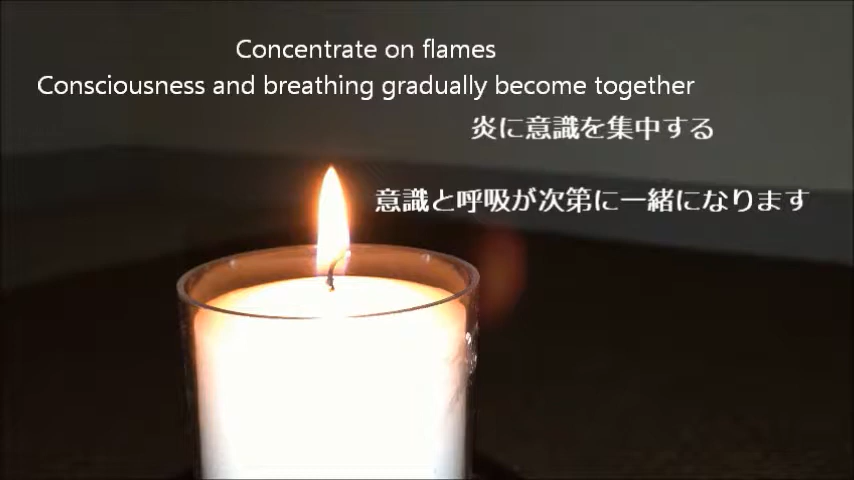 Concentrate on flames
Consciousness and breathing gradually become together
炎に意識を集中する
意識と呼吸が次第に一緒になります